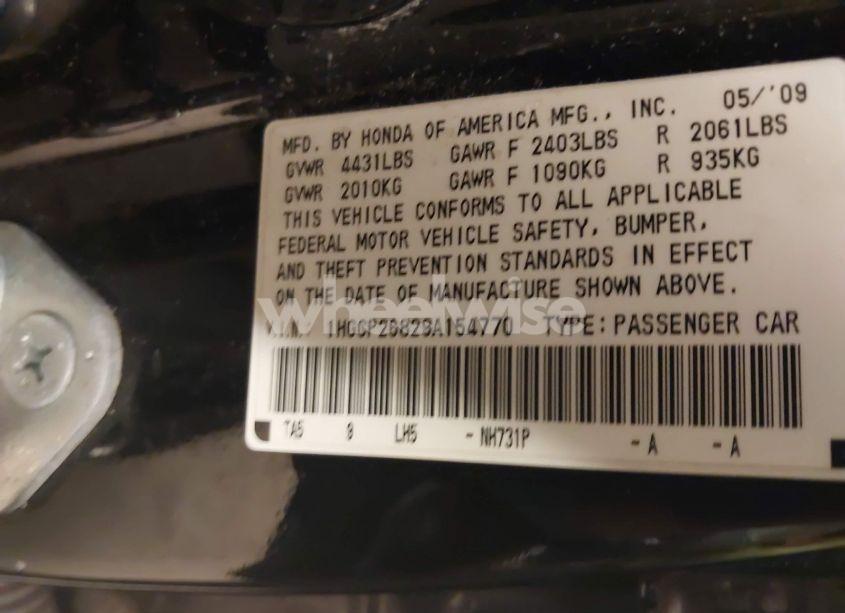 MFD. BY HONDA OF AMERICA MFG., INC. 05/'09
GVWR 4431LBS GAWR F 2403LBS R 2061LBS
GVWR 2010KG GAWR F 1090KG R 935KG
THIS VEHICLE CONFORMS TO ALL APPLICABLE
FEDERAL MOTOR VEHICLE SAFETY, BUMPER,
AND THEFT PREVENTION STANDARDS IN EFFECT
ON THE DATE OF MANUFACTURE SHOWN ABOVE.
wheelwise
V.I.N. TYPE: PASSENGER CAR
TA5 0 LH5 -NH731P -A -A